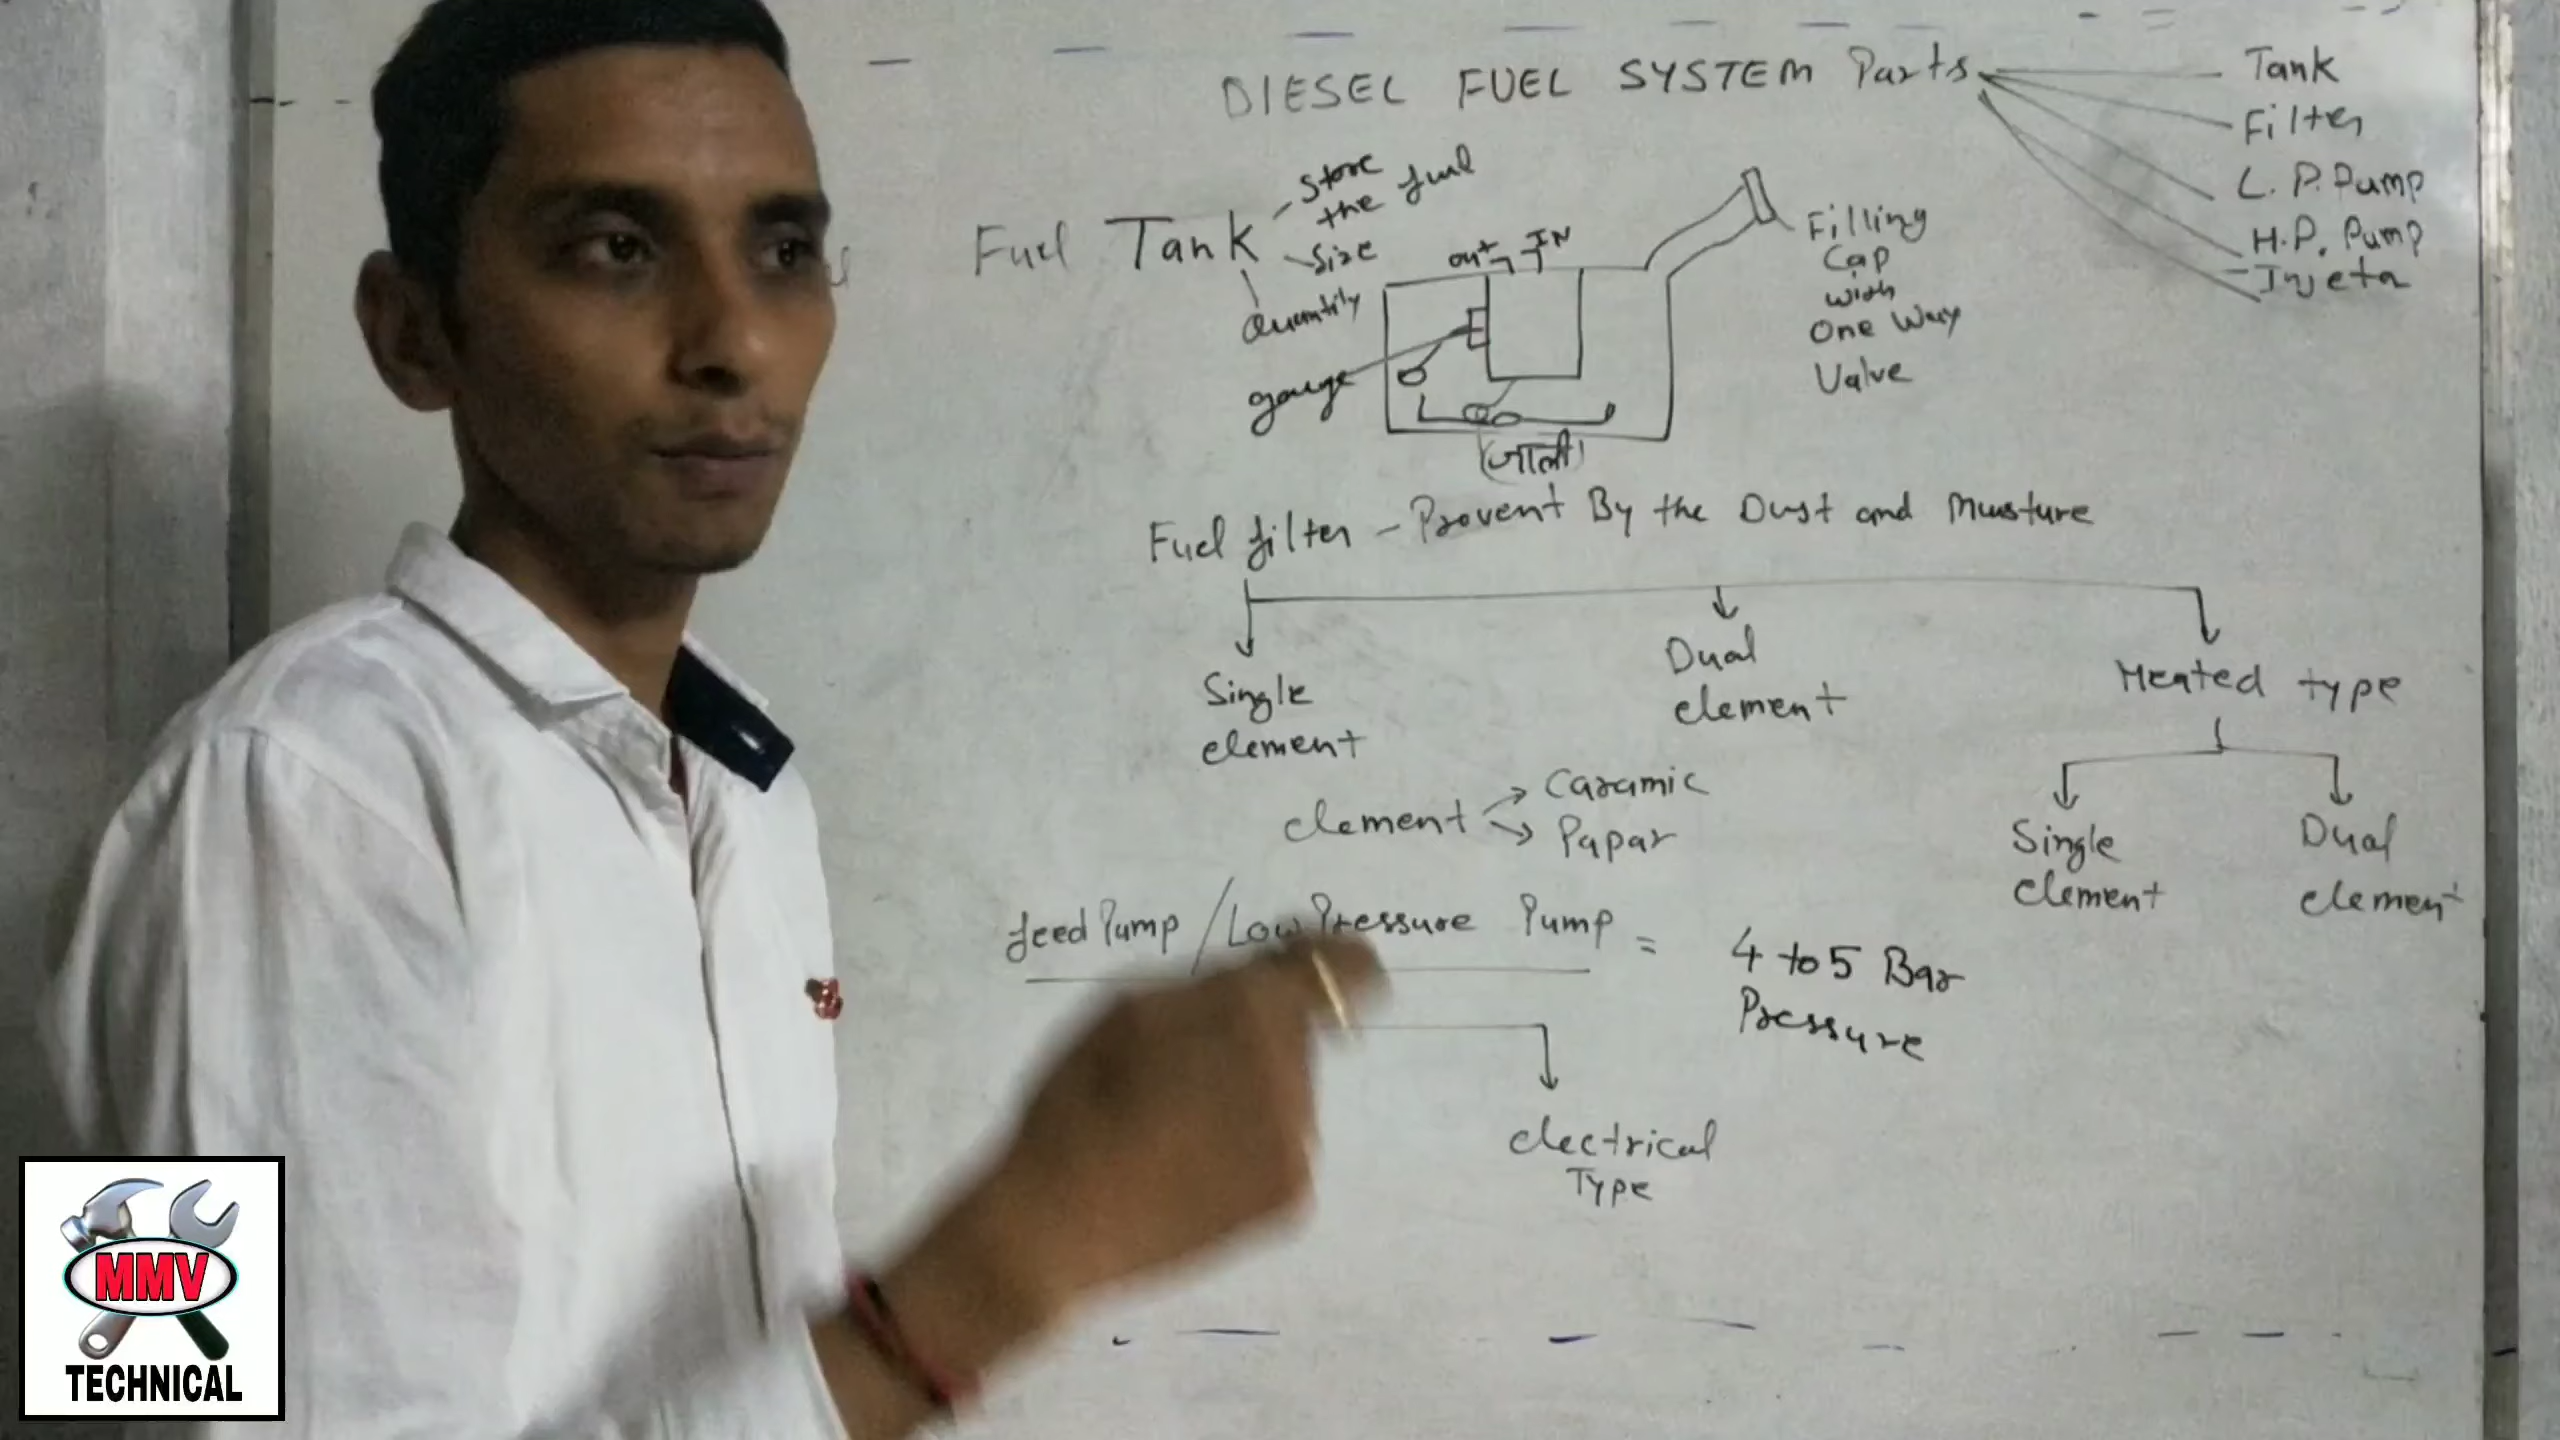 DIESEL FUEL SYSTEM Parts
Tank
Filter
L. P. Pump
H.P. Pump
Injeta
Fuel Tank
Store
the fuel
Size
Quantity
out IN
gauge
(जाली)
Filling
Cap
with
One Way
Valve
Fuel filter - Prevent By the Dust and Musture
Single
element
Dual
element
Heated type
Single
element
Dual
element
element
Caramic
Papar
feed Pump / Low Pressure Pump = 4 to 5 Bar
Pressure
electrical
Type
MMV
TECHNICAL